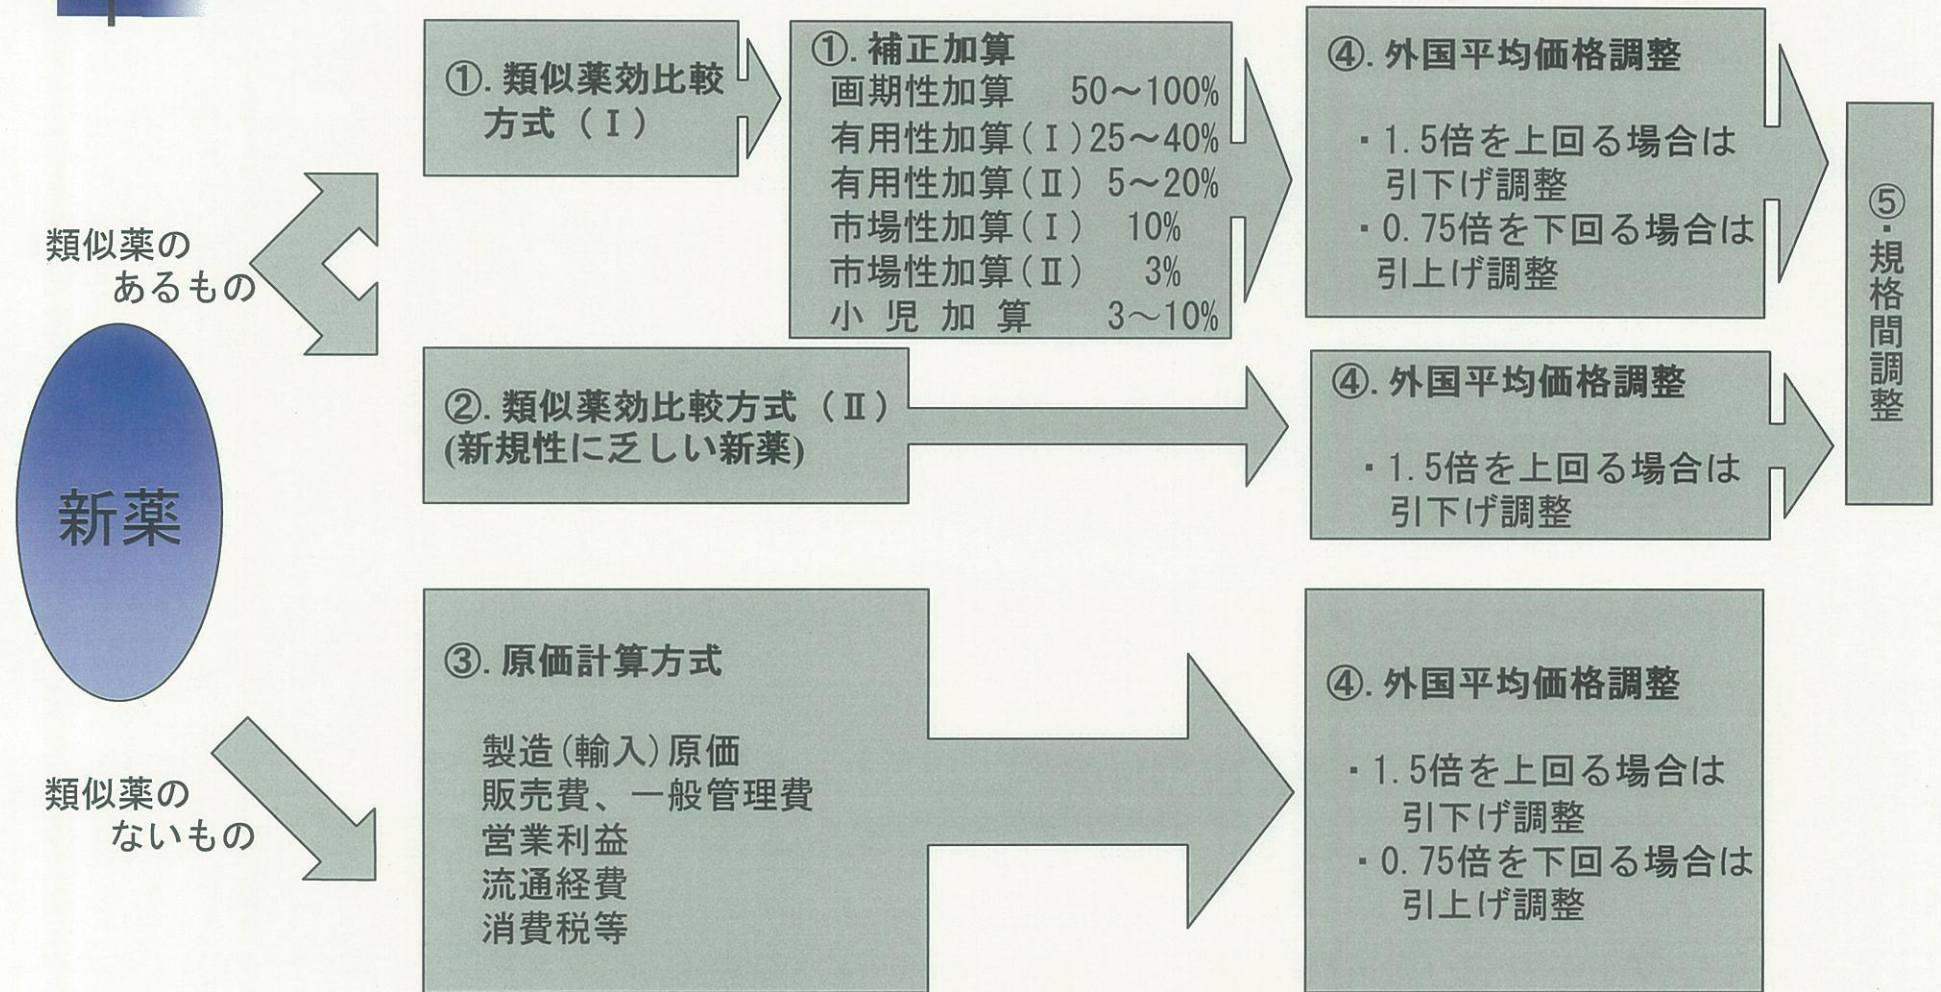 新薬
類似薬の
あるもの
①. 類似薬効比較
方式（Ⅰ）
①. 補正加算
画期性加算 50～100%
有用性加算(Ⅰ)25～40%
有用性加算(Ⅱ) 5～20%
市場性加算(Ⅰ) 10%
市場性加算(Ⅱ) 3%
小 児 加 算 3～10%
④. 外国平均価格調整
・1.5倍を上回る場合は
引下げ調整
・0.75倍を下回る場合は
引上げ調整
②. 類似薬効比較方式（Ⅱ）
(新規性に乏しい新薬)
④. 外国平均価格調整
・1.5倍を上回る場合は
引下げ調整
⑤．規格間調整
類似薬の
ないもの
③. 原価計算方式
製造(輸入)原価
販売費、一般管理費
営業利益
流通経費
消費税等
④. 外国平均価格調整
・1.5倍を上回る場合は
引下げ調整
・0.75倍を下回る場合は
引上げ調整